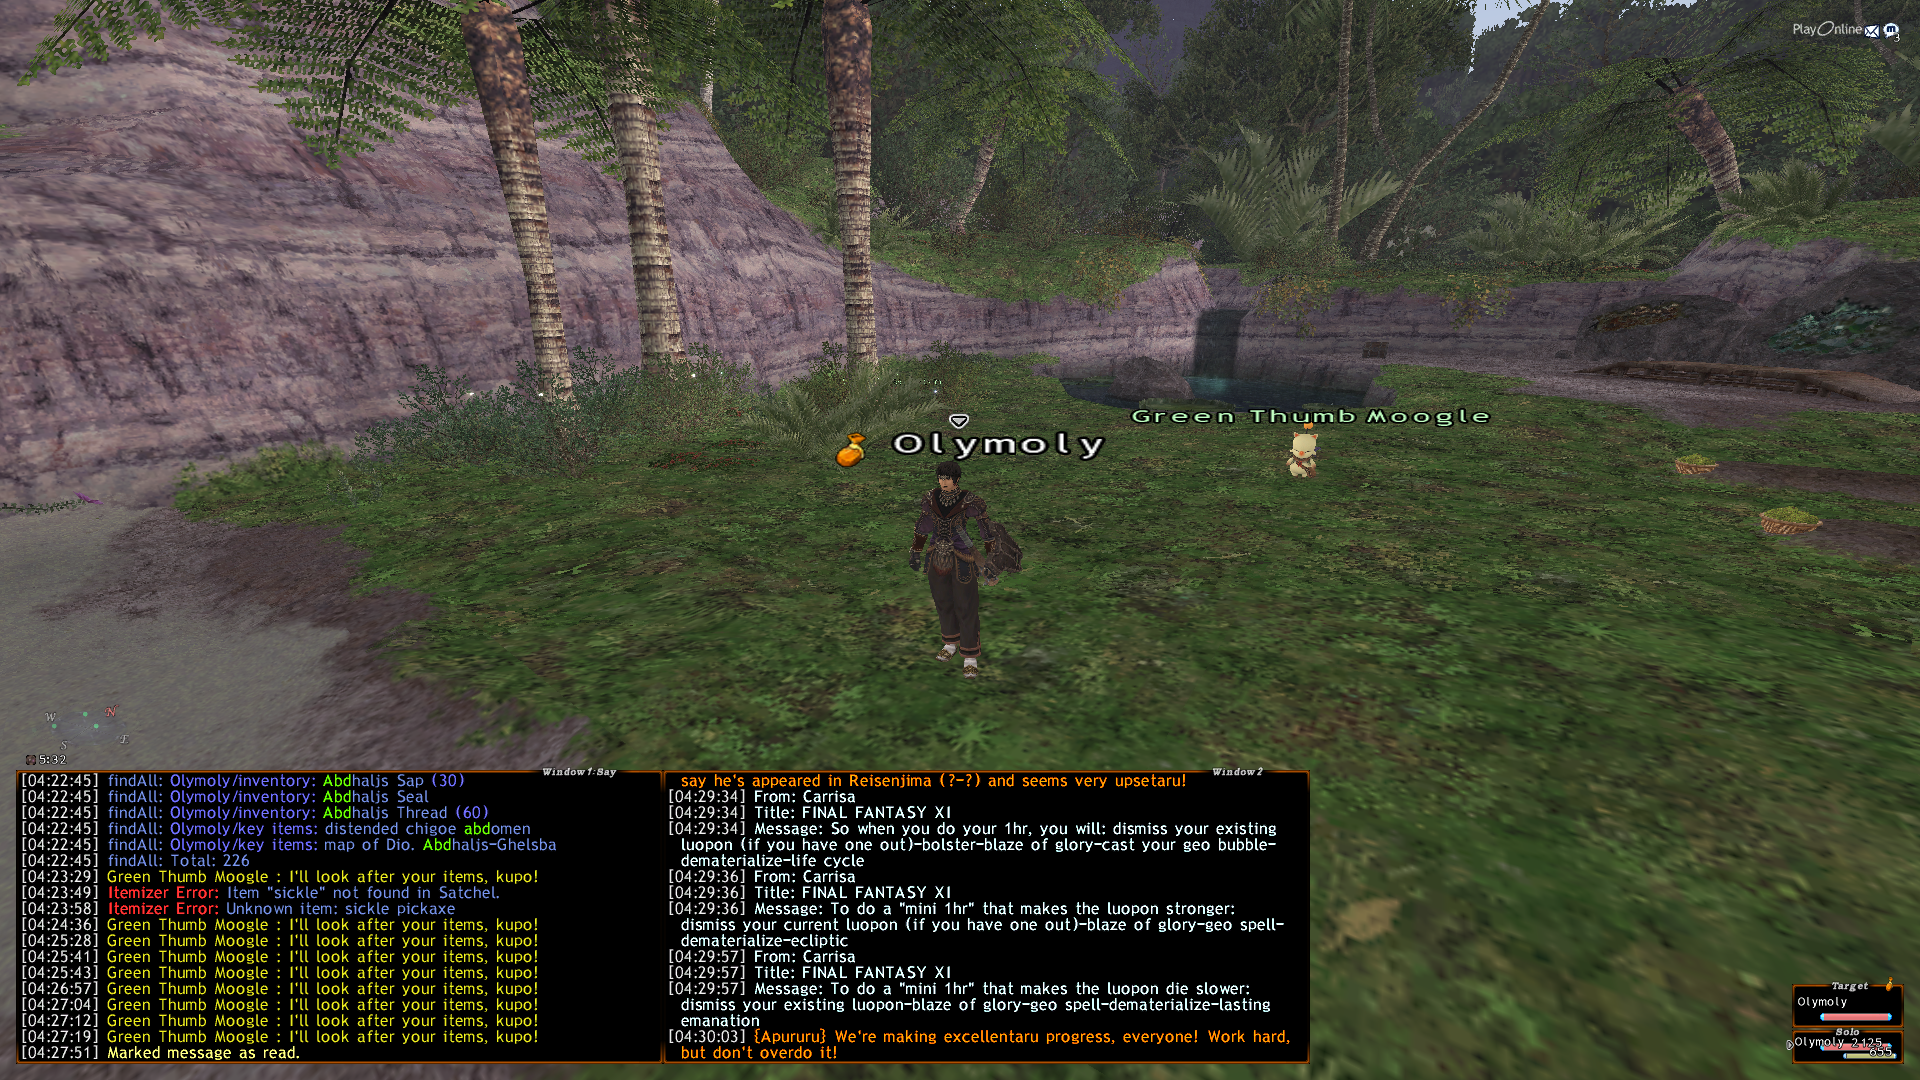 PlayOnline
3
Green Thumb Moogle
Olymoly
W
N
S
E
5:32
Window 1:Say
[04:22:45] findAll: Olymoly/inventory: Abdhaljs Sap (30)
[04:22:45] findAll: Olymoly/inventory: Abdhaljs Seal
[04:22:45] findAll: Olymoly/inventory: Abdhaljs Thread (60)
[04:22:45] findAll: Olymoly/key items: distended chigoe abdomen
[04:22:45] findAll: Olymoly/key items: map of Dio. Abdhaljs-Ghelsba
[04:22:45] findAll: Total: 226
[04:23:29] Green Thumb Moogle : I'll look after your items, kupo!
[04:23:49] Itemizer Error: Item "sickle" not found in Satchel.
[04:23:58] Itemizer Error: Unknown item: sickle pickaxe
[04:24:36] Green Thumb Moogle : I'll look after your items, kupo!
[04:25:28] Green Thumb Moogle : I'll look after your items, kupo!
[04:25:41] Green Thumb Moogle : I'll look after your items, kupo!
[04:25:43] Green Thumb Moogle : I'll look after your items, kupo!
[04:26:57] Green Thumb Moogle : I'll look after your items, kupo!
[04:27:04] Green Thumb Moogle : I'll look after your items, kupo!
[04:27:12] Green Thumb Moogle : I'll look after your items, kupo!
[04:27:19] Green Thumb Moogle : I'll look after your items, kupo!
[04:27:51] Marked message as read.
Window 2
say he's appeared in Reisenjima (?-?) and seems very upsetaru!
[04:29:34] From: Carrisa
[04:29:34] Title: FINAL FANTASY XI
[04:29:34] Message: So when you do your 1hr, you will: dismiss your existing
luopon (if you have one out)-bolster-blaze of glory-cast your geo bubble-
dematerialize-life cycle
[04:29:36] From: Carrisa
[04:29:36] Title: FINAL FANTASY XI
[04:29:36] Message: To do a "mini 1hr" that makes the luopon stronger:
dismiss your current luopon (if you have one out)-blaze of glory-geo spell-
dematerialize-ecliptic
[04:29:57] From: Carrisa
[04:29:57] Title: FINAL FANTASY XI
[04:29:57] Message: To do a "mini 1hr" that makes the luopon die slower:
dismiss your existing luopon-blaze of glory-geo spell-dematerialize-lasting
emanation
[04:30:03] {Apururu} We're making excellentaru progress, everyone! Work hard,
but don't overdo it!
Target
Olymoly
Solo
Olymoly 2125
655